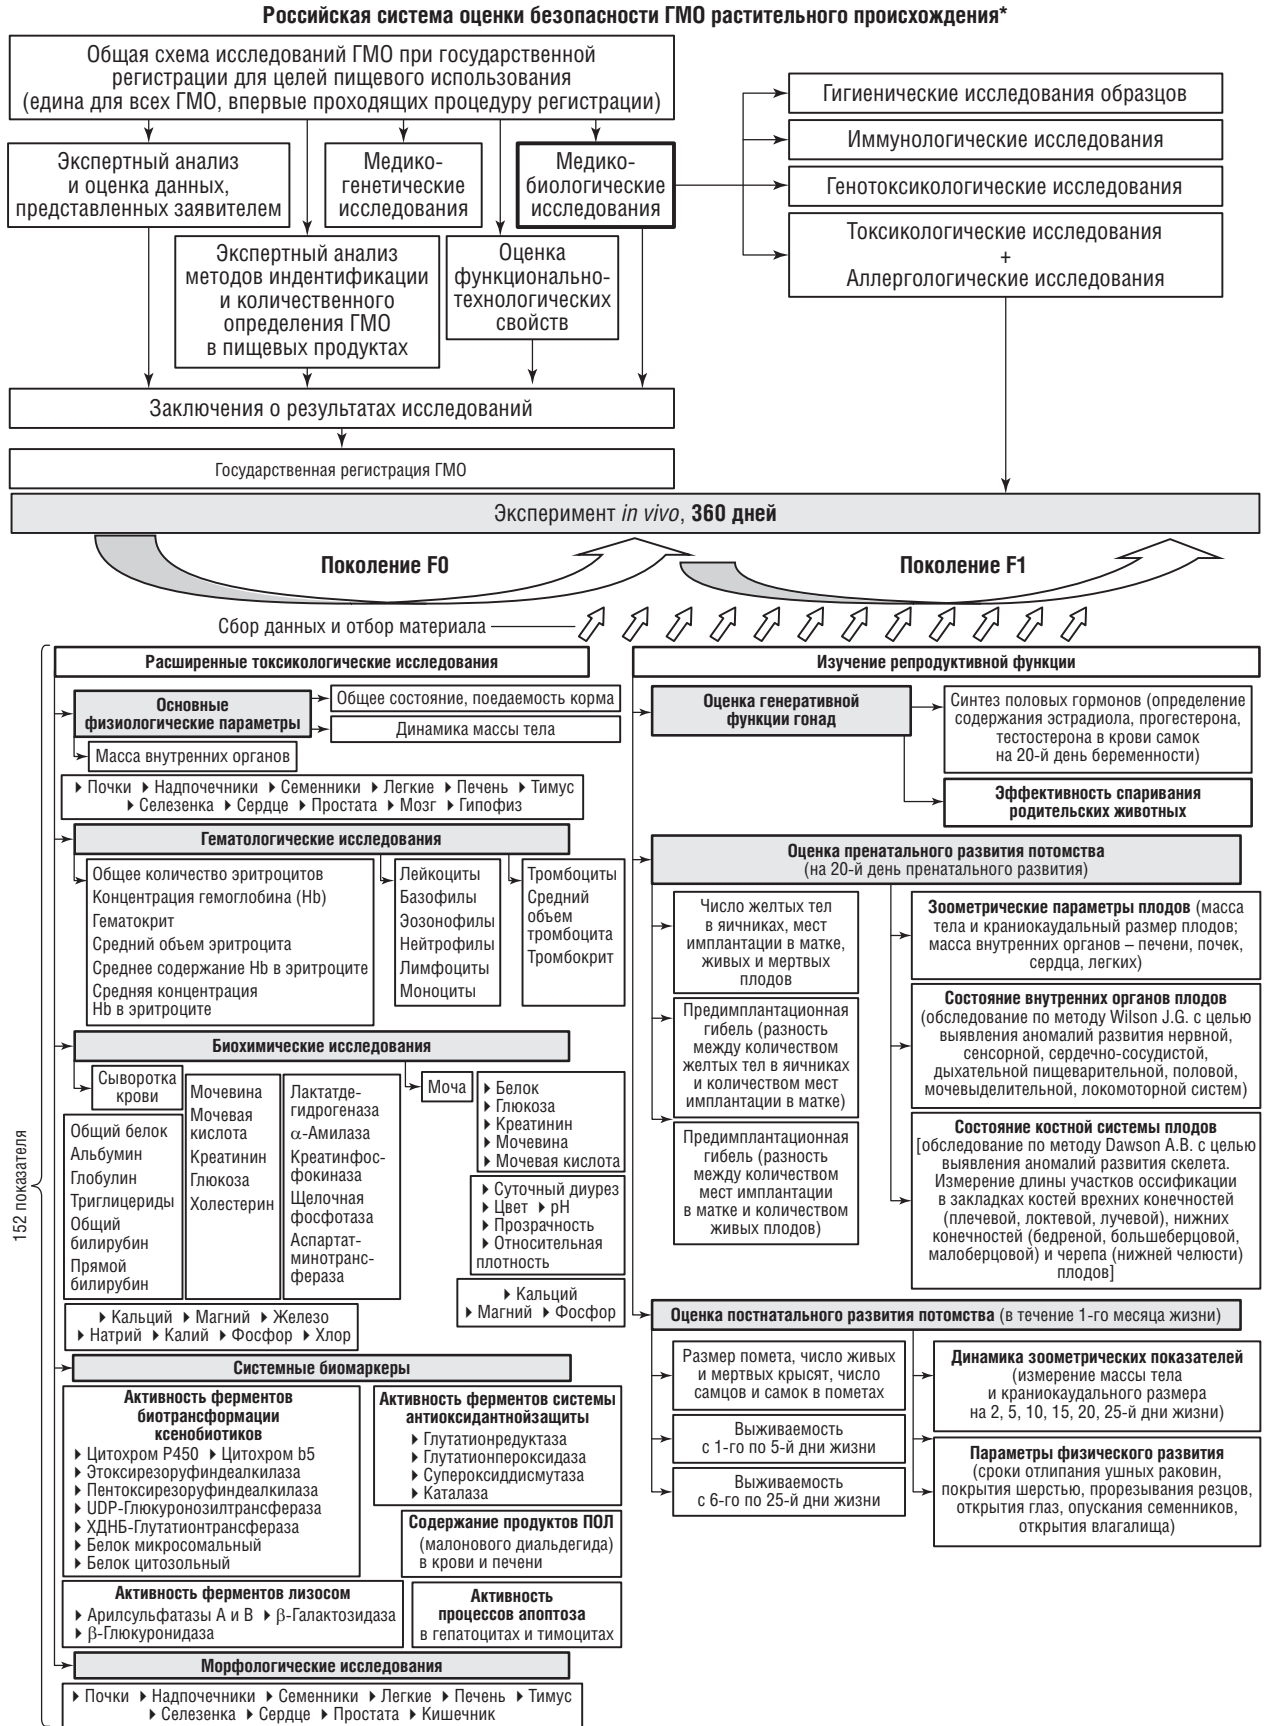 Российская система оценки безопасности ГМО растительного происхождения*
Общая схема исследований ГМО при государственной
регистрации для целей пищевого использования
(едина для всех ГМО, впервые проходящих процедуру регистрации)
Экспертный анализ
и оценка данных,
представленных заявителем
Медико-
генетические
исследования
Медико-
биологические
исследования
Экспертный анализ
методов индентификации
и количественного
определения ГМО
в пищевых продуктах
Оценка
функционально-
технологических
свойств
Гигиенические исследования образцов
Иммунологические исследования
Генотоксикологические исследования
Токсикологические исследования
+
Аллергологические исследования
Заключения о результатах исследований
Государственная регистрация ГМО
Эксперимент in vivo, 360 дней
Поколение F0
Поколение F1
Сбор данных и отбор материала
152 показателя
Расширенные токсикологические исследования
Основные
физиологические параметры
Общее состояние, поедаемость корма
Динамика массы тела
Масса внутренних органов
▶ Почки ▶ Надпочечники ▶ Семенники ▶ Легкие ▶ Печень ▶ Тимус
▶ Селезенка ▶ Сердце ▶ Простата ▶ Мозг ▶ Гипофиз
Гематологические исследования
Общее количество эритроцитов
Концентрация гемоглобина (Hb)
Гематокрит
Средний объем эритроцита
Среднее содержание Hb в эритроците
Средняя концентрация
Hb в эритроците
Лейкоциты
Базофилы
Эозонофилы
Нейтрофилы
Лимфоциты
Моноциты
Тромбоциты
Средний
объем
тромбоцита
Тромбокрит
Биохимические исследования
Сыворотка
крови
Общий белок
Альбумин
Глобулин
Триглицериды
Общий
билирубин
Прямой
билирубин
Мочевина
Мочевая
кислота
Креатинин
Глюкоза
Холестерин
Лактатде-
гидрогеназа
α-Амилаза
Креатинфос-
фокиназа
Щелочная
фосфотаза
Аспартат-
минотранс-
фераза
Моча
▶ Белок
▶ Глюкоза
▶ Креатинин
▶ Мочевина
▶ Мочевая кислота
▶ Суточный диурез
▶ Цвет ▶ pH
▶ Прозрачность
▶ Относительная
плотность
▶ Кальций
▶ Магний ▶ Фосфор
▶ Кальций ▶ Магний ▶ Железо
▶ Натрий ▶ Калий ▶ Фосфор ▶ Хлор
Системные биомаркеры
Активность ферментов
биотрансформации
ксенобиотиков
▶ Цитохром P450 ▶ Цитохром b5
▶ Этоксирезоруфиндеалкилаза
▶ Пентоксирезоруфиндеалкилаза
▶ UDP-Глюкуронозилтрансфераза
▶ ХДНБ-Глутатионтрансфераза
▶ Белок микросомальный
▶ Белок цитозольный
Активность ферментов системы
антиоксидантнойзащиты
▶ Глутатионредуктаза
▶ Глутатионпероксидаза
▶ Супероксиддисмутаза
▶ Каталаза
Содержание продуктов ПОЛ
(малонового диальдегида)
в крови и печени
Активность ферментов лизосом
▶ Арилсульфатазы А и В ▶ β-Галактозидаза
▶ β-Глюкуронидаза
Активность
процессов апоптоза
в гепатоцитах и тимоцитах
Морфологические исследования
▶ Почки ▶ Надпочечники ▶ Семенники ▶ Легкие ▶ Печень ▶ Тимус
▶ Селезенка ▶ Сердце ▶ Простата ▶ Кишечник
Изучение репродуктивной функции
Оценка генеративной
функции гонад
Синтез половых гормонов (определение
содержания эстрадиола, прогестерона,
тестостерона в крови самок
на 20-й день беременности)
Эффективность спаривания
родительских животных
Оценка пренатального развития потомства
(на 20-й день пренатального развития)
Число желтых тел
в яичниках, мест
имплантации в матке,
живых и мертвых
плодов
Предимплантационная
гибель (разность
между количеством
желтых тел в яичниках
и количеством мест
имплантации в матке)
Предимплантационная
гибель (разность
между количеством
мест имплантации
в матке и количеством
живых плодов)
Зоометрические параметры плодов (масса
тела и краниокаудальный размер плодов;
масса внутренних органов – печени, почек,
сердца, легких)
Состояние внутренних органов плодов
(обследование по методу Wilson J.G. с целью
выявления аномалий развития нервной,
сенсорной, сердечно-сосудистой,
дыхательной пищеварительной, половой,
мочевыделительной, локомоторной систем)
Состояние костной системы плодов
[обследование по методу Dawson A.B. с целью
выявления аномалий развития скелета.
Измерение длины участков оссификации
в закладках костей врехних конечностей
(плечевой, локтевой, лучевой), нижних
конечностей (бедреной, большеберцовой,
малоберцовой) и черепа (нижней челюсти)
плодов]
Оценка постнатального развития потомства (в течение 1-го месяца жизни)
Размер помета, число живых
и мертвых крысят, число
самцов и самок в пометах
Выживаемость
с 1-го по 5-й дни жизни
Выживаемость
с 6-го по 25-й дни жизни
Динамика зоометрических показателей
(измерение массы тела
и краниокаудального размера
на 2, 5, 10, 15, 20, 25-й дни жизни)
Параметры физического развития
(сроки отлипания ушных раковин,
покрытия шерстью, прорезывания резцов,
открытия глаз, опускания семенников,
открытия влагалища)